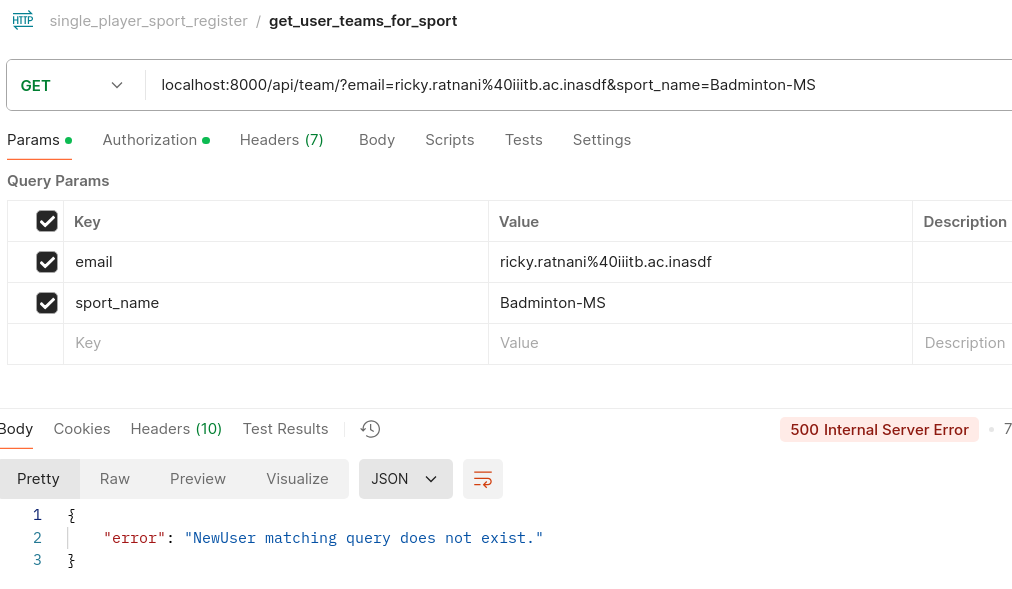 HTTP single_player_sport_register / get_user_teams_for_sport
GET localhost:8000/api/team/?email=ricky.ratnani%40iiitb.ac.inasdf&sport_name=Badminton-MS
Params Authorization Headers (7) Body Scripts Tests Settings
Query Params
Key Value Description
email ricky.ratnani%40iiitb.ac.inasdf
sport_name Badminton-MS
Key Value Description
Body Cookies Headers (10) Test Results 500 Internal Server Error • 7
Pretty Raw Preview Visualize JSON
1 {
2 "error": "NewUser matching query does not exist."
3 }